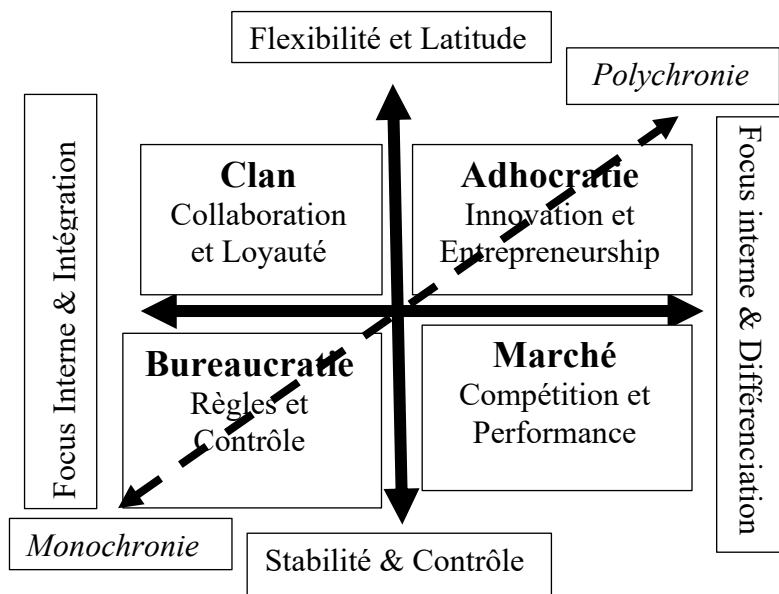 Flexibilité et Latitude
Polychronie
Focus Interne & Intégration
Clan
Collaboration
et Loyauté
Adhocratie
Innovation et
Entrepreneurship
Focus interne & Différenciation
Bureaucratie
Règles et
Contrôle
Marché
Compétition et
Performance
Monochronie
Stabilité & Contrôle